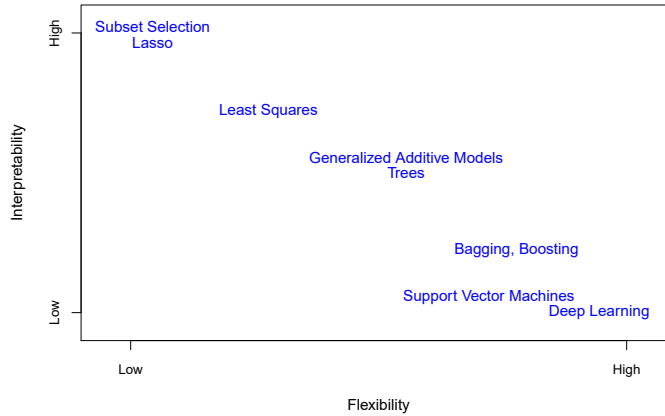 High
Subset Selection
Lasso
Least Squares
Generalized Additive Models
Trees
Bagging, Boosting
Support Vector Machines
Deep Learning
Low
Interpretability
Low
High
Flexibility